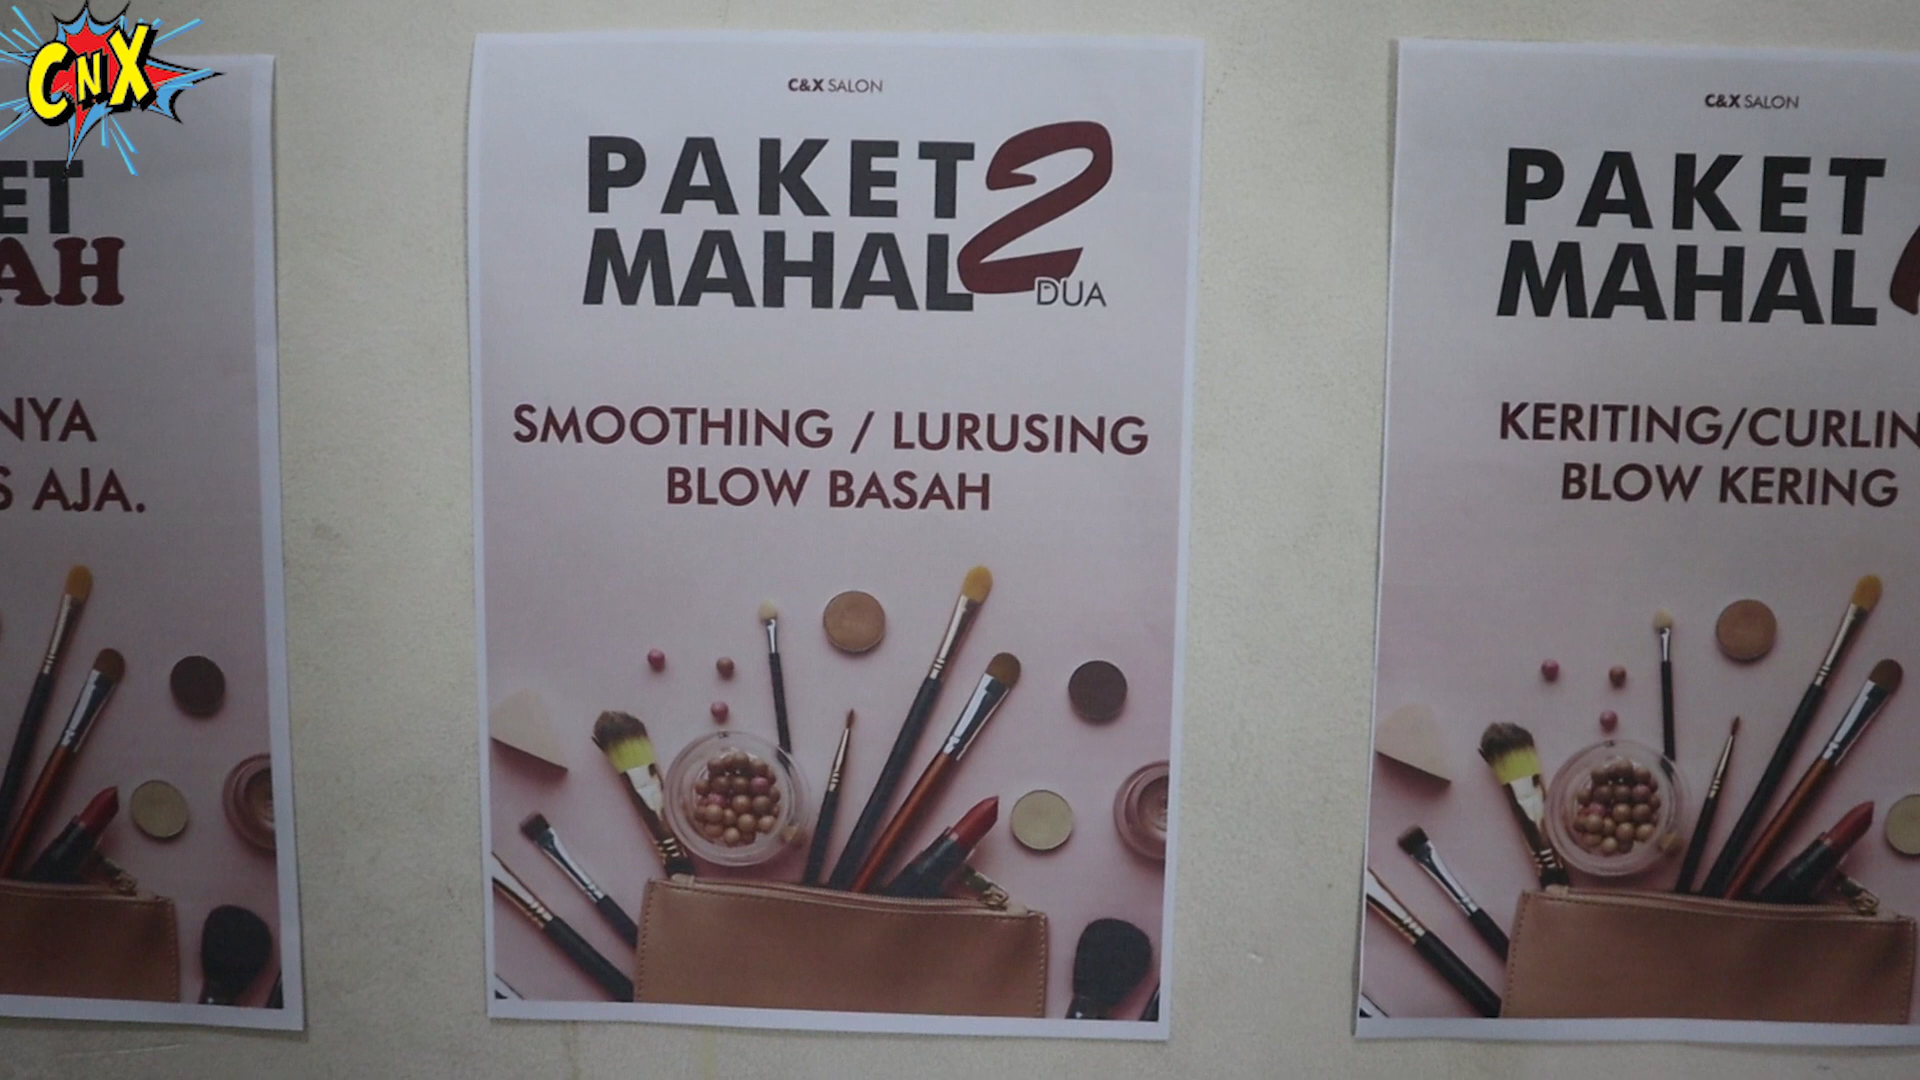 CNX
C&X SALON
PAKET
MAHAL 2
DUA
SMOOTHING / LURUSING
BLOW BASAH
C&X SALON
PAKET
MAHAL
KERITING/CURLIN
BLOW KERING
ET
AH
NYA
S AJA.